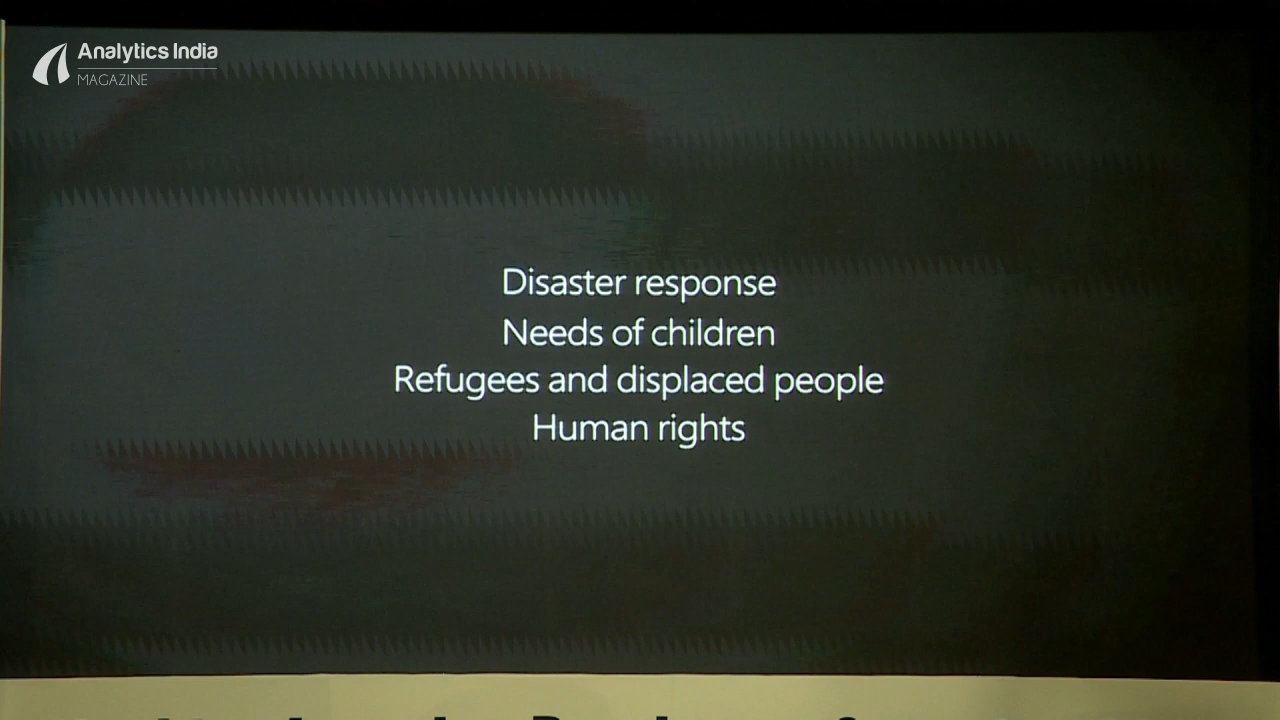 Analytics India
MAGAZINE
Disaster response
Needs of children
Refugees and displaced people
Human rights